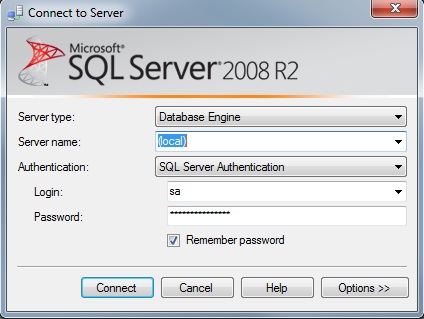 Connect to Server
Microsoft®
SQL Server® 2008 R2
Server type: Database Engine
Server name: (local)
Authentication: SQL Server Authentication
Login: sa
Password: ***************
Remember password
Connect Cancel Help Options >>